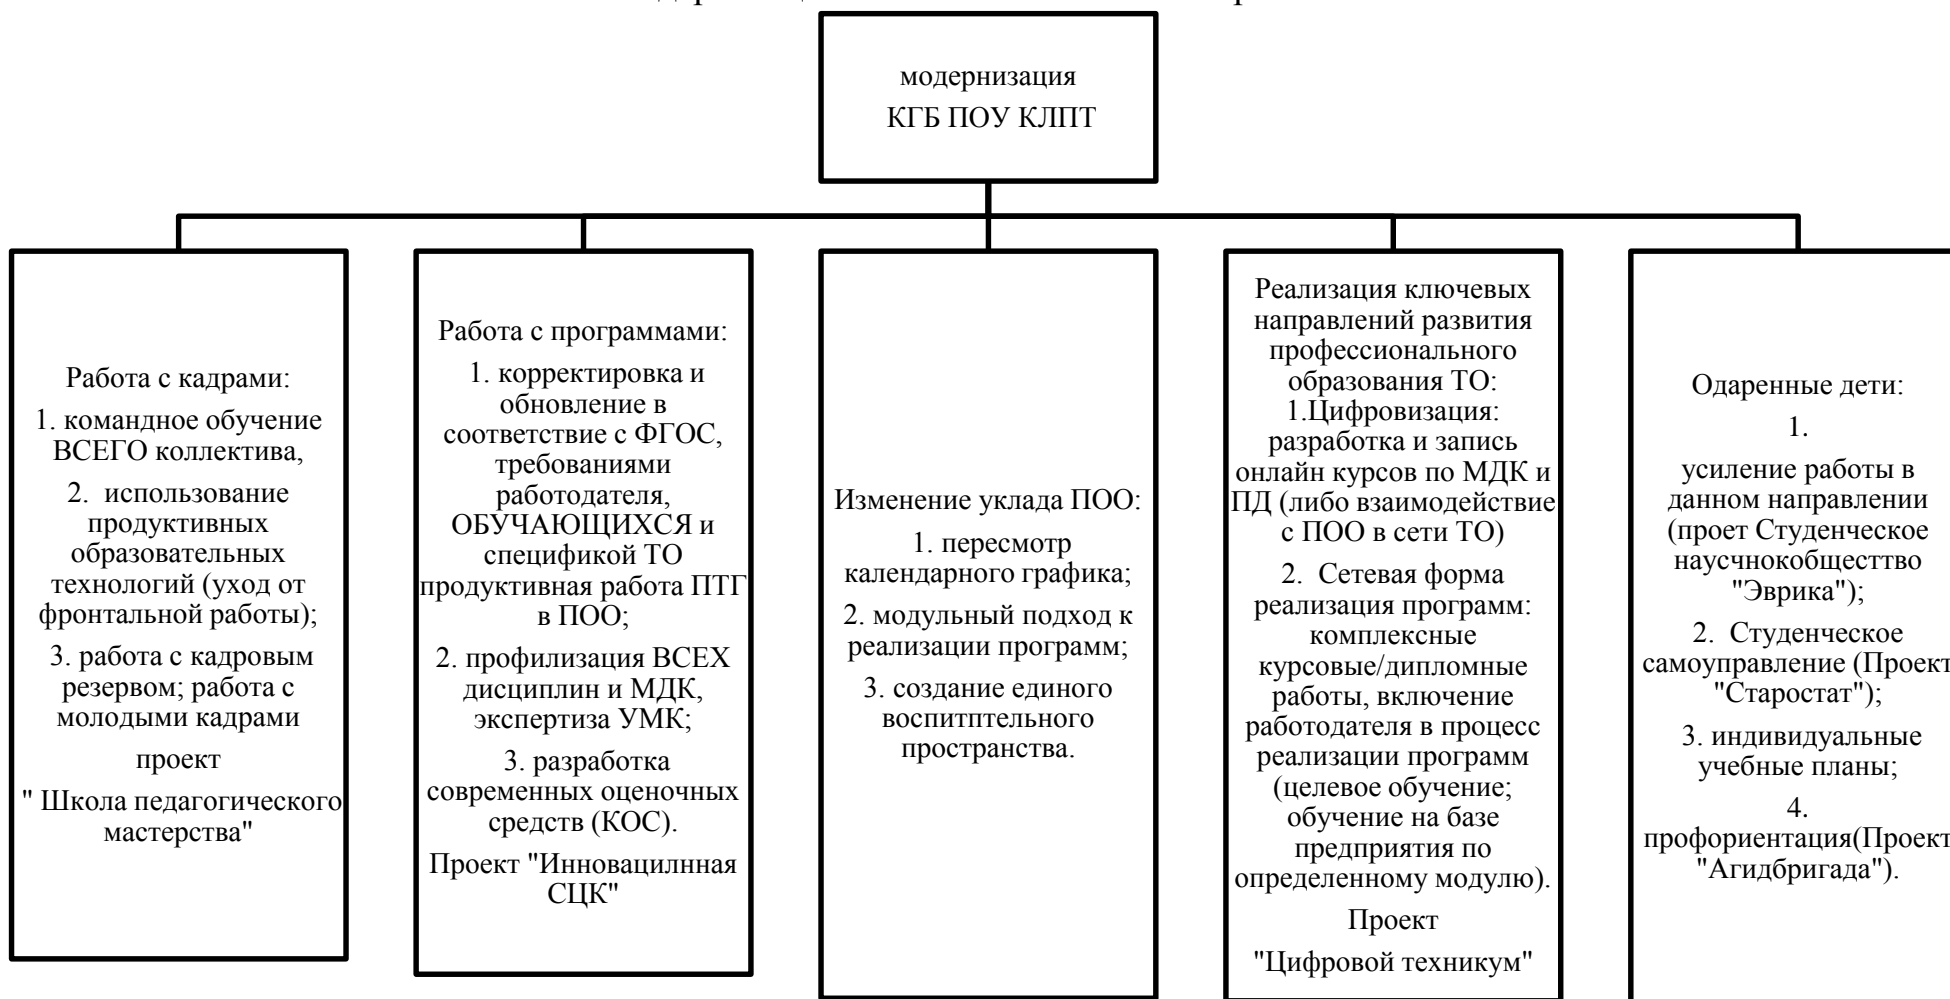 модернизация
КГБ ПОУ КЛПТ
Работа с кадрами:
1. командное обучение
ВСЕГО коллектива,
2. использование
продуктивных
образовательных
технологий (уход от
фронтальной работы);
3. работа с кадровым
резервом; работа с
молодыми кадрами
проект
" Школа педагогического
мастерства"
Работа с программами:
1. корректировка и
обновление в
соответствие с ФГОС,
требованиями
работодателя,
ОБУЧАЮЩИХСЯ и
спецификой ТО
продуктивная работа ПТГ
в ПОО;
2. профилизация ВСЕХ
дисциплин и МДК,
экспертиза УМК;
3. разработка
современных оценочных
средств (КОС).
Проект "Инновацилнная
СЦК"
Изменение уклада ПОО:
1. пересмотр
календарного графика;
2. модульный подход к
реализации программ;
3. создание единого
воспитптельного
пространства.
Реализация ключевых
направлений развития
профессионального
образования ТО:
1.Цифровизация:
разработка и запись
онлайн курсов по МДК и
ПД (либо взаимодействие
с ПОО в сети ТО)
2. Сетевая форма
реализация программ:
комплексные
курсовые/дипломные
работы, включение
работодателя в процесс
реализации программ
(целевое обучение;
обучение на базе
предприятия по
определенному модулю).
Проект
"Цифровой техникум"
Одаренные дети:
1.
усиление работы в
данном направлении
(проет Студенческое
наусчнокобщесттво
"Эврика");
2. Студенческое
самоуправление (Проект
"Старостат");
3. индивидуальные
учебные планы;
4.
профориентация(Проект
"Агидбригада").